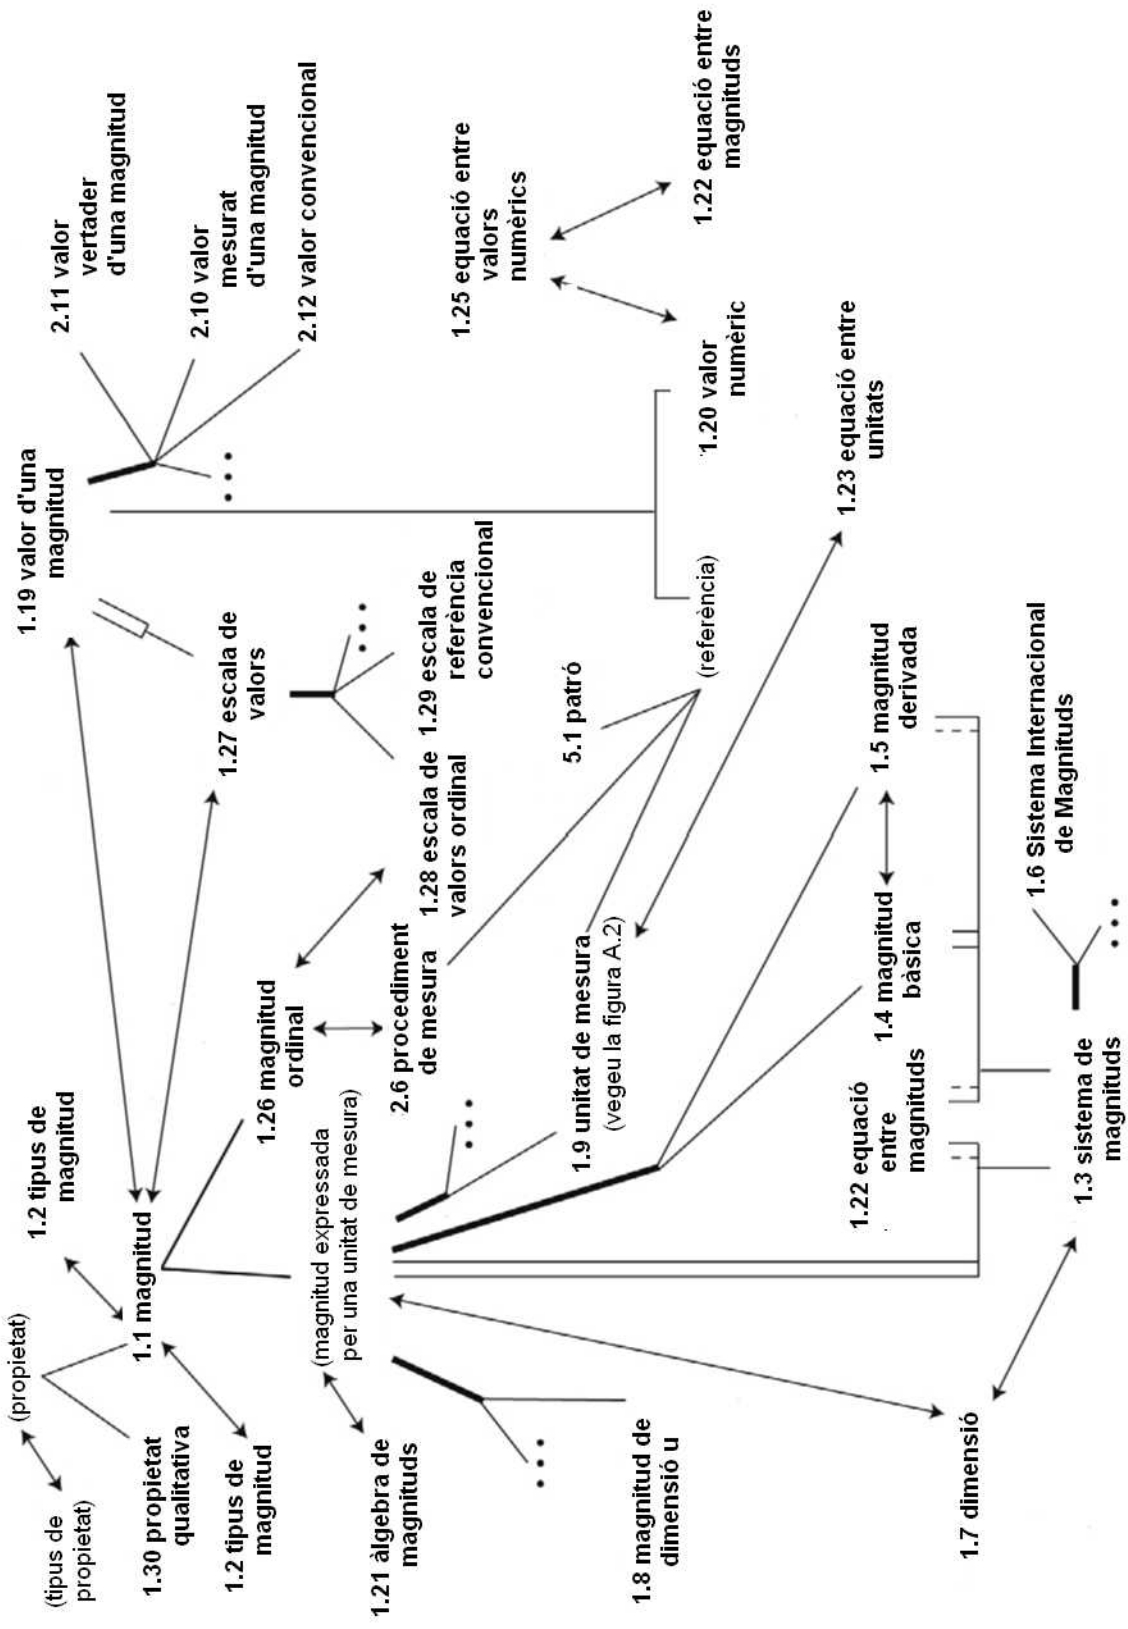 (tipus de
propietat)
(propietat)
1.2 tipus de
magnitud
1.19 valor d'una
magnitud
2.11 valor
vertader
d'una magnitud
1.30 propietat
qualitativa
1.1 magnitud
2.10 valor
mesurat
d'una magnitud
1.2 tipus de
magnitud
1.27 escala de
valors
2.12 valor convencional
1.26 magnitud
ordinal
1.21 àlgebra de
magnituds
(magnitud expressada
per una unitat de mesura)
2.6 procediment
de mesura
1.28 escala de
valors ordinal
1.29 escala de
referència
convencional
1.25 equació entre
valors
numèrics
5.1 patró
1.9 unitat de mesura
(vegeu la figura A.2)
1.8 magnitud de
dimensió u
(referència)
1.20 valor
numèric
1.22 equació entre
magnituds
1.23 equació entre
unitats
1.22 equació
entre
magnituds
1.4 magnitud
bàsica
1.5 magnitud
derivada
1.7 dimensió
1.3 sistema de
magnituds
1.6 Sistema Internacional
de Magnituds